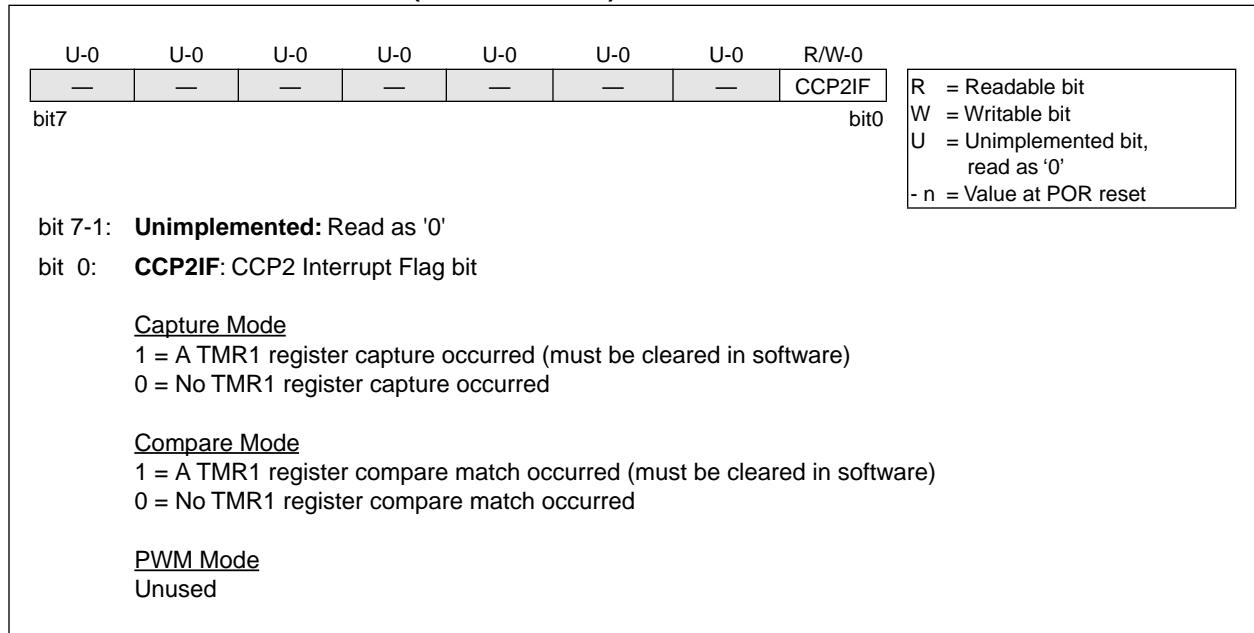 U-0 U-0 U-0 U-0 U-0 U-0 U-0 R/W-0
— — — — — — — CCP2IF
bit7 bit0
R = Readable bit
W = Writable bit
U = Unimplemented bit,
read as ‘0’
- n = Value at POR reset
bit 7-1: Unimplemented: Read as '0'
bit 0: CCP2IF: CCP2 Interrupt Flag bit
Capture Mode
1 = A TMR1 register capture occurred (must be cleared in software)
0 = No TMR1 register capture occurred
Compare Mode
1 = A TMR1 register compare match occurred (must be cleared in software)
0 = No TMR1 register compare match occurred
PWM Mode
Unused